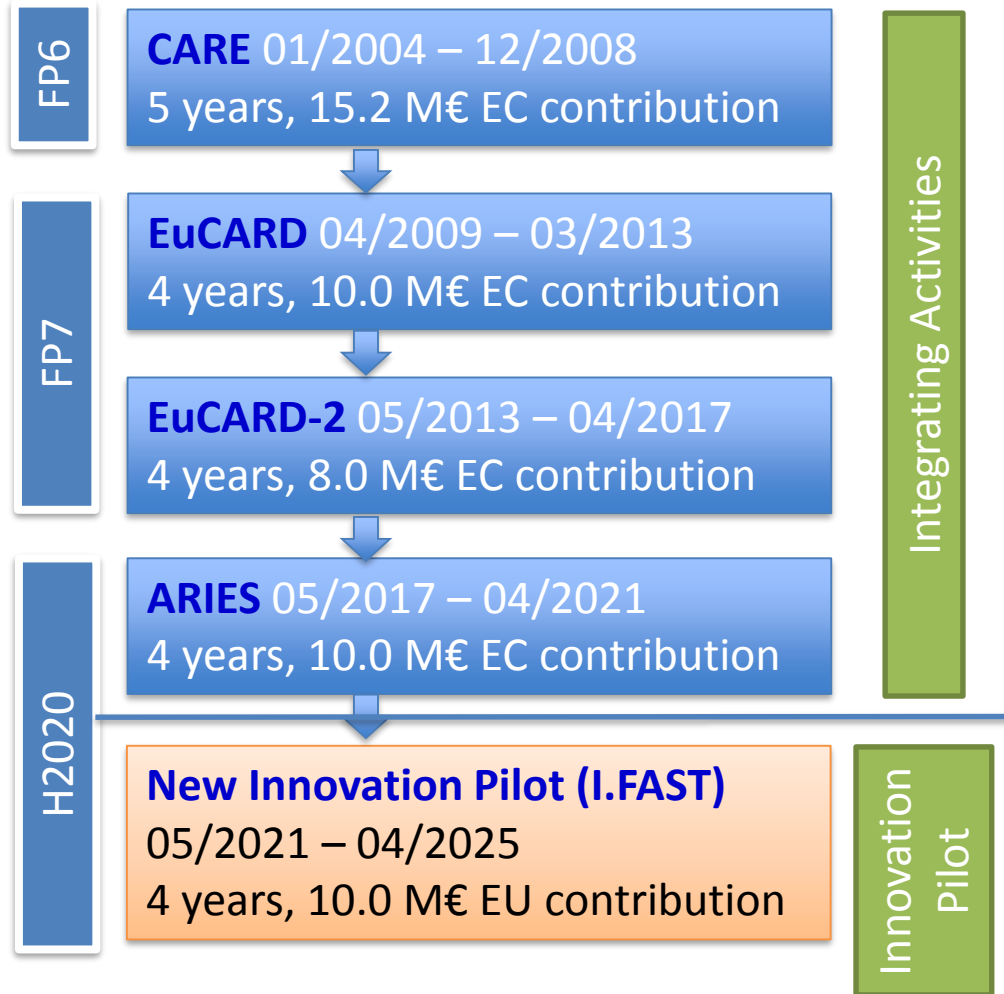 FP6
CARE 01/2004 – 12/2008
5 years, 15.2 M€ EC contribution
FP7
EuCARD 04/2009 – 03/2013
4 years, 10.0 M€ EC contribution
EuCARD-2 05/2013 – 04/2017
4 years, 8.0 M€ EC contribution
Integrating Activities
H2020
ARIES 05/2017 – 04/2021
4 years, 10.0 M€ EC contribution
New Innovation Pilot (I.FAST)
05/2021 – 04/2025
4 years, 10.0 M€ EU contribution
Innovation
Pilot